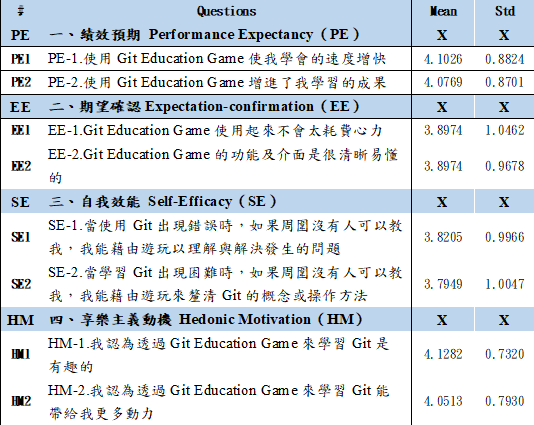 # Questions Mean Std
PE 一、績效預期 Performance Expectancy（PE） X X
PE1 PE-1.使用 Git Education Game 使我學會的速度增快 4.1026 0.8824
PE2 PE-2.使用 Git Education Game 增進了我學習的成果 4.0769 0.8701
EE 二、期望確認 Expectation-confirmation（EE） X X
EE1 EE-1.Git Education Game 使用起來不會太耗費心力 3.8974 1.0462
EE2 EE-2.Git Education Game 的功能及介面是很清晰易懂 3.8974 0.9678
的
SE 三、自我效能 Self-Efficacy（SE） X X
SE1 SE-1.當使用 Git 出現錯誤時，如果周圍沒有人可以教 3.8205 0.9966
我，我能藉由遊玩以理解與解決發生的問題
SE2 SE-2.當學習 Git 出現困難時，如果周圍沒有人可以教 3.7949 1.0047
我，我能藉由遊玩來釐清 Git 的概念或操作方法
HM 四、享樂主義動機 Hedonic Motivation（HM） X X
HM1 HM-1.我認為透過 Git Education Game 來學習 Git 是 4.1282 0.7320
有趣的
HM2 HM-2.我認為透過 Git Education Game 來學習 Git 能 4.0513 0.7930
帶給我更多動力